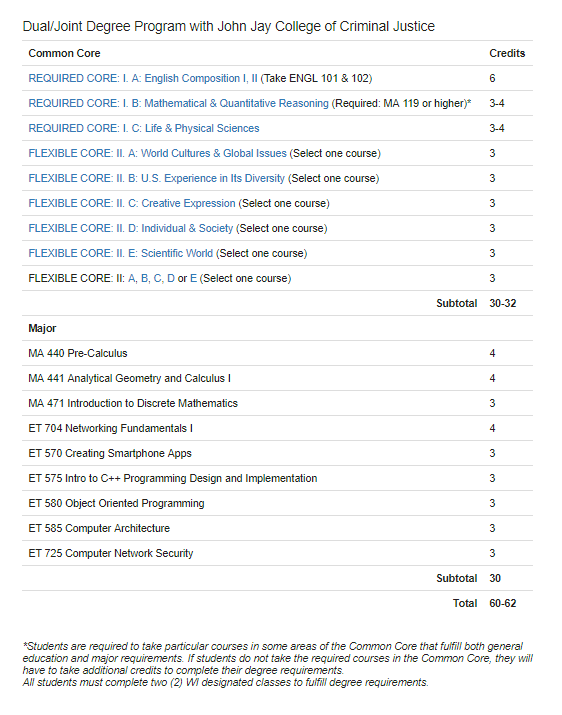 Dual/Joint Degree Program with John Jay College of Criminal Justice
Common Core Credits
REQUIRED CORE: I. A: English Composition I, II (Take ENGL 101 & 102) 6
REQUIRED CORE: I. B: Mathematical & Quantitative Reasoning (Required: MA 119 or higher)* 3-4
REQUIRED CORE: I. C: Life & Physical Sciences 3-4
FLEXIBLE CORE: II. A: World Cultures & Global Issues (Select one course) 3
FLEXIBLE CORE: II. B: U.S. Experience in Its Diversity (Select one course) 3
FLEXIBLE CORE: II. C: Creative Expression (Select one course) 3
FLEXIBLE CORE: II. D: Individual & Society (Select one course) 3
FLEXIBLE CORE: II. E: Scientific World (Select one course) 3
FLEXIBLE CORE: II: A, B, C, D or E (Select one course) 3
Subtotal 30-32
Major
MA 440 Pre-Calculus 4
MA 441 Analytical Geometry and Calculus I 4
MA 471 Introduction to Discrete Mathematics 3
ET 704 Networking Fundamentals I 4
ET 570 Creating Smartphone Apps 3
ET 575 Intro to C++ Programming Design and Implementation 3
ET 580 Object Oriented Programming 3
ET 585 Computer Architecture 3
ET 725 Computer Network Security 3
Subtotal 30
Total 60-62
*Students are required to take particular courses in some areas of the Common Core that fulfill both general
education and major requirements. If students do not take the required courses in the Common Core, they will
have to take additional credits to complete their degree requirements.
All students must complete two (2) WI designated classes to fulfill degree requirements.